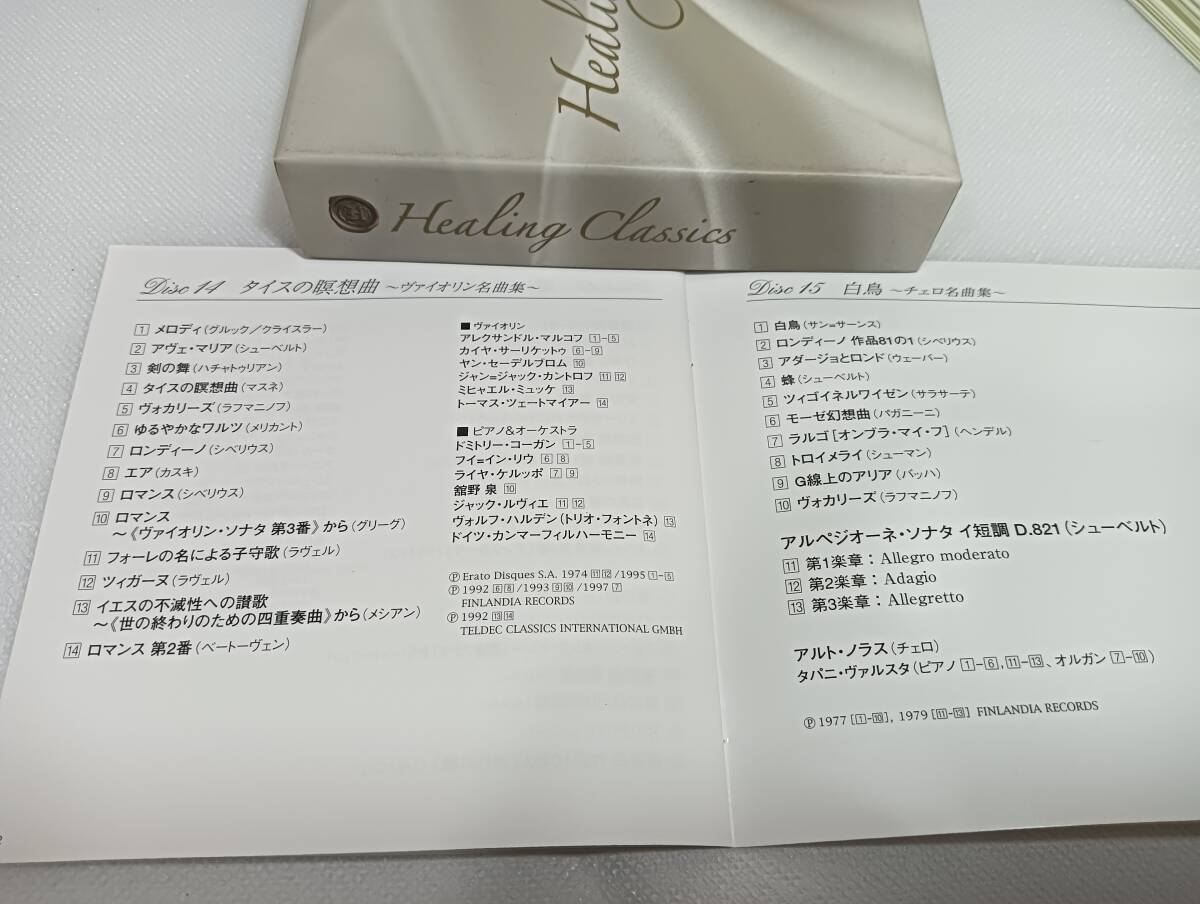 Heali
Healing Classics
Disc 14 タイスの瞑想曲 〜ヴァイオリン名曲集〜
1 メロディ(グルック/クライスラー)
2 アヴェ・マリア(シューベルト)
3 剣の舞(ハチャトゥリアン)
4 タイスの瞑想曲(マスネ)
5 ヴォカリーズ(ラフマニノフ)
6 ゆるやかなワルツ(メリカント)
7 ロンディーノ(シベリウス)
8 エア(カスキ)
9 ロマンス(シベリウス)
10 ロマンス
〜《ヴァイオリン・ソナタ 第3番》から(グリーグ)
11 フォーレの名による子守歌(ラヴェル)
12 ツィガーヌ(ラヴェル)
13 イエスの不滅性への讃歌
〜《世の終わりのための四重奏曲》から(メシアン)
14 ロマンス 第2番(ベートーヴェン)
■ ヴァイオリン
アレクサンドル・マルコフ 1-5
カイヤ・サーリケットゥ 6-9
ヤン・セーデルブロム 10
ジャン=ジャック・カントロフ 11 12
ミヒャエル・ミュッケ 13
トーマス・ツェートマイアー 14
■ ピアノ&オーケストラ
ドミトリー・コーガン 1-5
フイ=イン・リウ 6 8
ライヤ・ケルッポ 7 9
舘野 泉 10
ジャック・ルヴィエ 11 12
ヴォルフ・ハルデン(トリオ・フォントネ) 13
ドイツ・カンマーフィルハーモニー 14
℗ Erato Disques S.A. 1974 11 12/1995 1-5
℗ 1992 6 8/1993 9 10/1997 7
FINLANDIA RECORDS
℗ 1992 13 14
TELDEC CLASSICS INTERNATIONAL GMBH
Disc 15 白鳥 〜チェロ名曲集〜
1 白鳥(サン=サーンス)
2 ロンディーノ 作品81の1(シベリウス)
3 アダージョとロンド(ウェーバー)
4 蜂(シューベルト)
5 ツィゴイネルワイゼン(サラサーテ)
6 モーゼ幻想曲(パガニーニ)
7 ラルゴ[オンブラ・マイ・フ](ヘンデル)
8 トロイメライ(シューマン)
9 G線上のアリア(バッハ)
10 ヴォカリーズ(ラフマニノフ)
アルペジオーネ・ソナタ イ短調 D.821(シューベルト)
11 第1楽章:Allegro moderato
12 第2楽章:Adagio
13 第3楽章:Allegretto
アルト・ノラス(チェロ)
タパニ・ヴァルスタ(ピアノ 1-6, 11-13、オルガン 7-10)
℗ 1977 [1-10], 1979 [11-13] FINLANDIA RECORDS